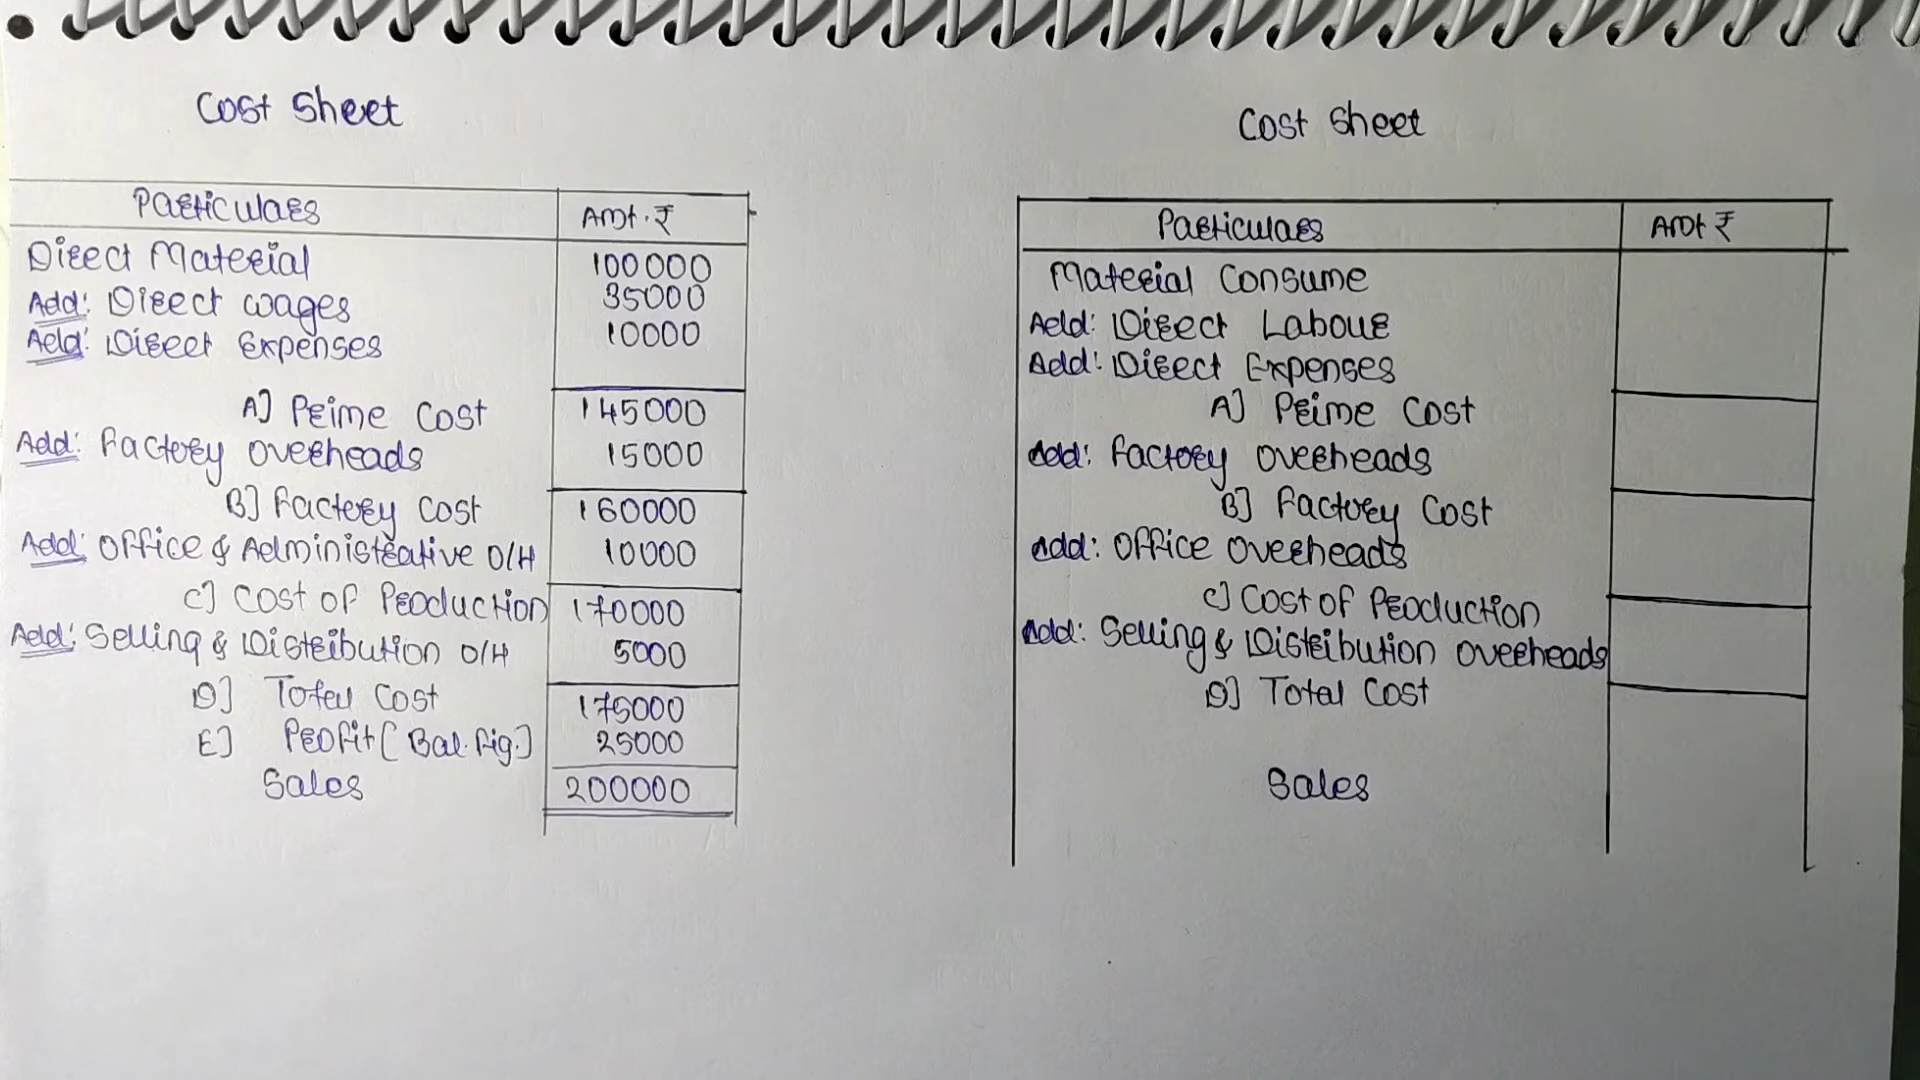 Cost Sheet
Particulars Amt. ₹
Direct Material 100000
Add: Direct wages 35000
Add: Direct Expenses 10000
A] Prime Cost 145000
Add: Factory overheads 15000
B] Factory Cost 160000
Add: Office & Administrative O/H 10000
C] Cost of Production 170000
Add: Selling & Distribution O/H 5000
D] Total Cost 175000
E] Profit [Bal. fig.] 25000
Sales 200000
Cost Sheet
Particulars Amt ₹
Material Consume
Add: Direct Labour
Add: Direct Expenses
A] Prime Cost
Add: Factory overheads
B] Factory Cost
Add: Office overheads
C] Cost of Production
Add: Selling & Distribution overheads
D] Total Cost
Sales